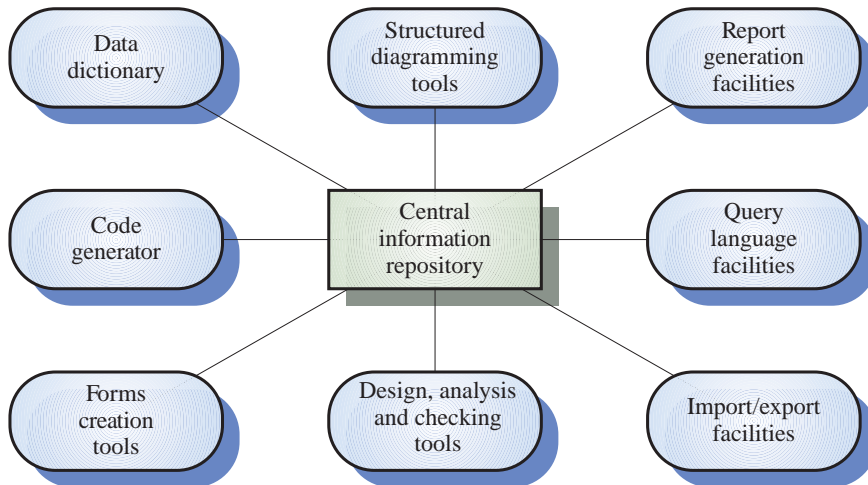 Data
dictionary
Structured
diagramming
tools
Report
generation
facilities
Code
generator
Central
information
repository
Query
language
facilities
Forms
creation
tools
Design, analysis
and checking
tools
Import/export
facilities